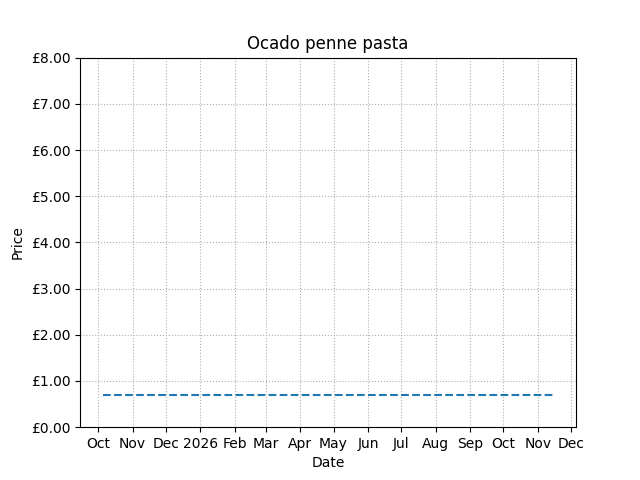 Ocado penne pasta
£8.00
£7.00
£6.00
£5.00
£4.00
£3.00
£2.00
£1.00
£0.00
Price
Oct Nov Dec 2026 Feb Mar Apr May Jun Jul Aug Sep Oct Nov Dec
Date